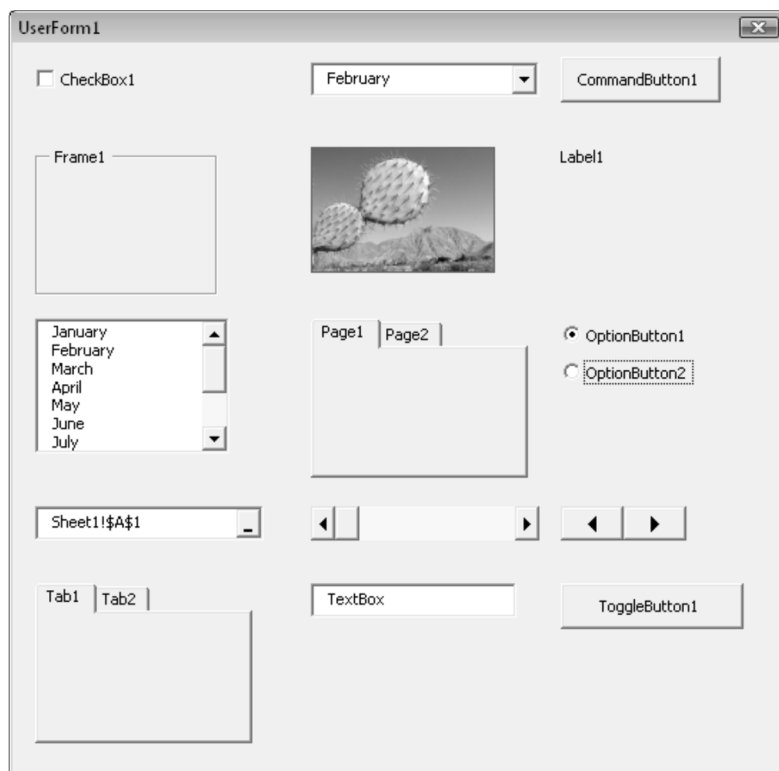 UserForm1
CheckBox1
February
CommandButton1
Frame1
Label1
January
February
March
April
May
June
July
Page1
Page2
OptionButton1
OptionButton2
Sheet1!$A$1
Tab1
Tab2
TextBox
ToggleButton1